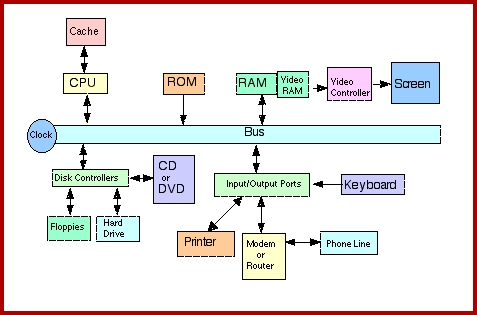 Cache
CPU
ROM
RAM
Video
RAM
Video
Controller
Screen
Clock
Bus
Disk Controllers
CD
or
DVD
Input/Output Ports
Keyboard
Floppies
Hard
Drive
Printer
Modem
or
Router
Phone Line